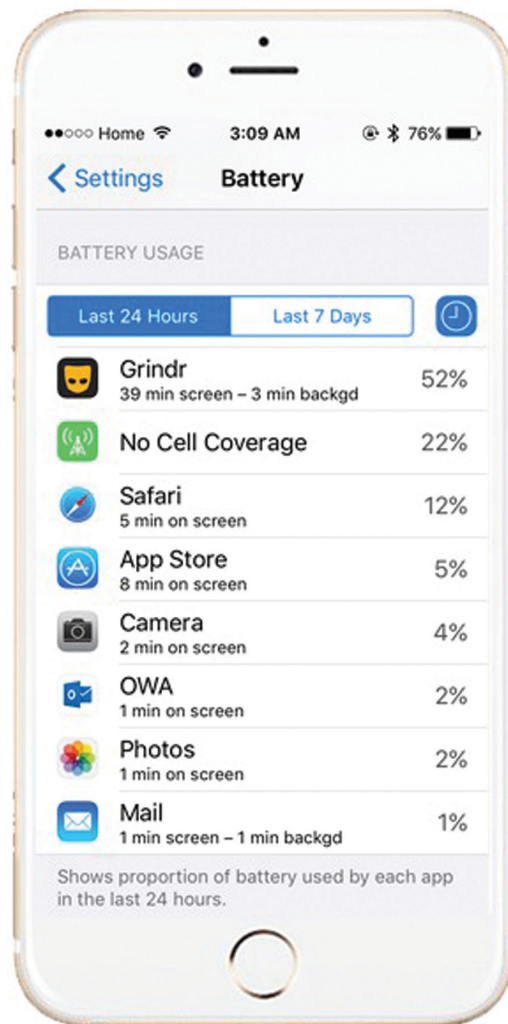 Home 3:09 AM 76%
Settings Battery
BATTERY USAGE
Last 24 Hours Last 7 Days
Grindr 52%
39 min screen – 3 min backgd
No Cell Coverage 22%
Safari 12%
5 min on screen
App Store 5%
8 min on screen
Camera 4%
2 min on screen
OWA 2%
1 min on screen
Photos 2%
1 min on screen
Mail 1%
1 min screen – 1 min backgd
Shows proportion of battery used by each app
in the last 24 hours.